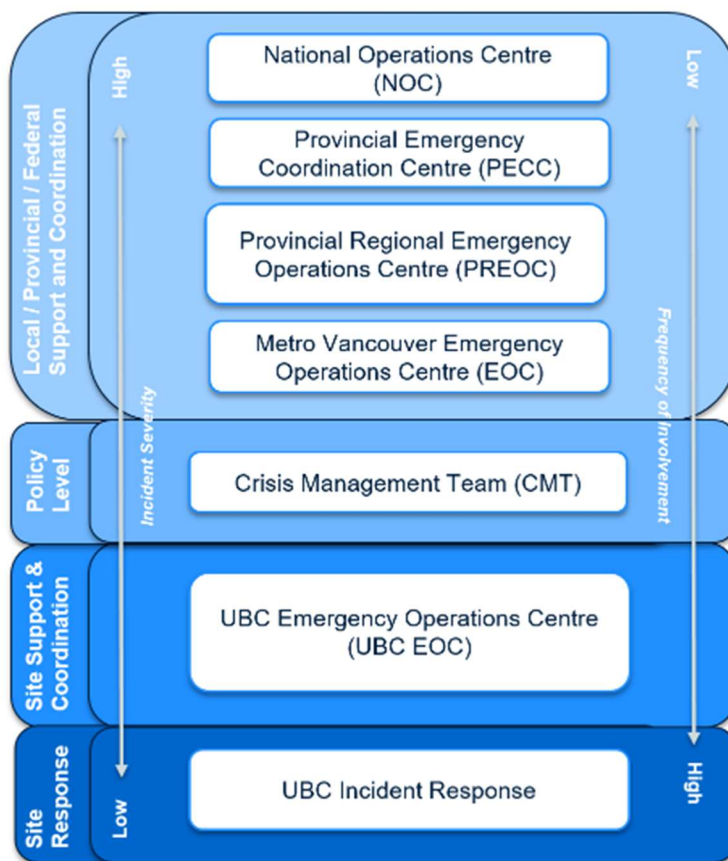 Local / Provincial / Federal
Support and Coordination
High
Incident Severity
Low
National Operations Centre
(NOC)
Provincial Emergency
Coordination Centre (PECC)
Provincial Regional Emergency
Operations Centre (PREOC)
Metro Vancouver Emergency
Operations Centre (EOC)
Low
Frequency of Involvement
High
Policy
Level
Crisis Management Team (CMT)
Site Support &
Coordination
UBC Emergency Operations Centre
(UBC EOC)
Site
Response
UBC Incident Response